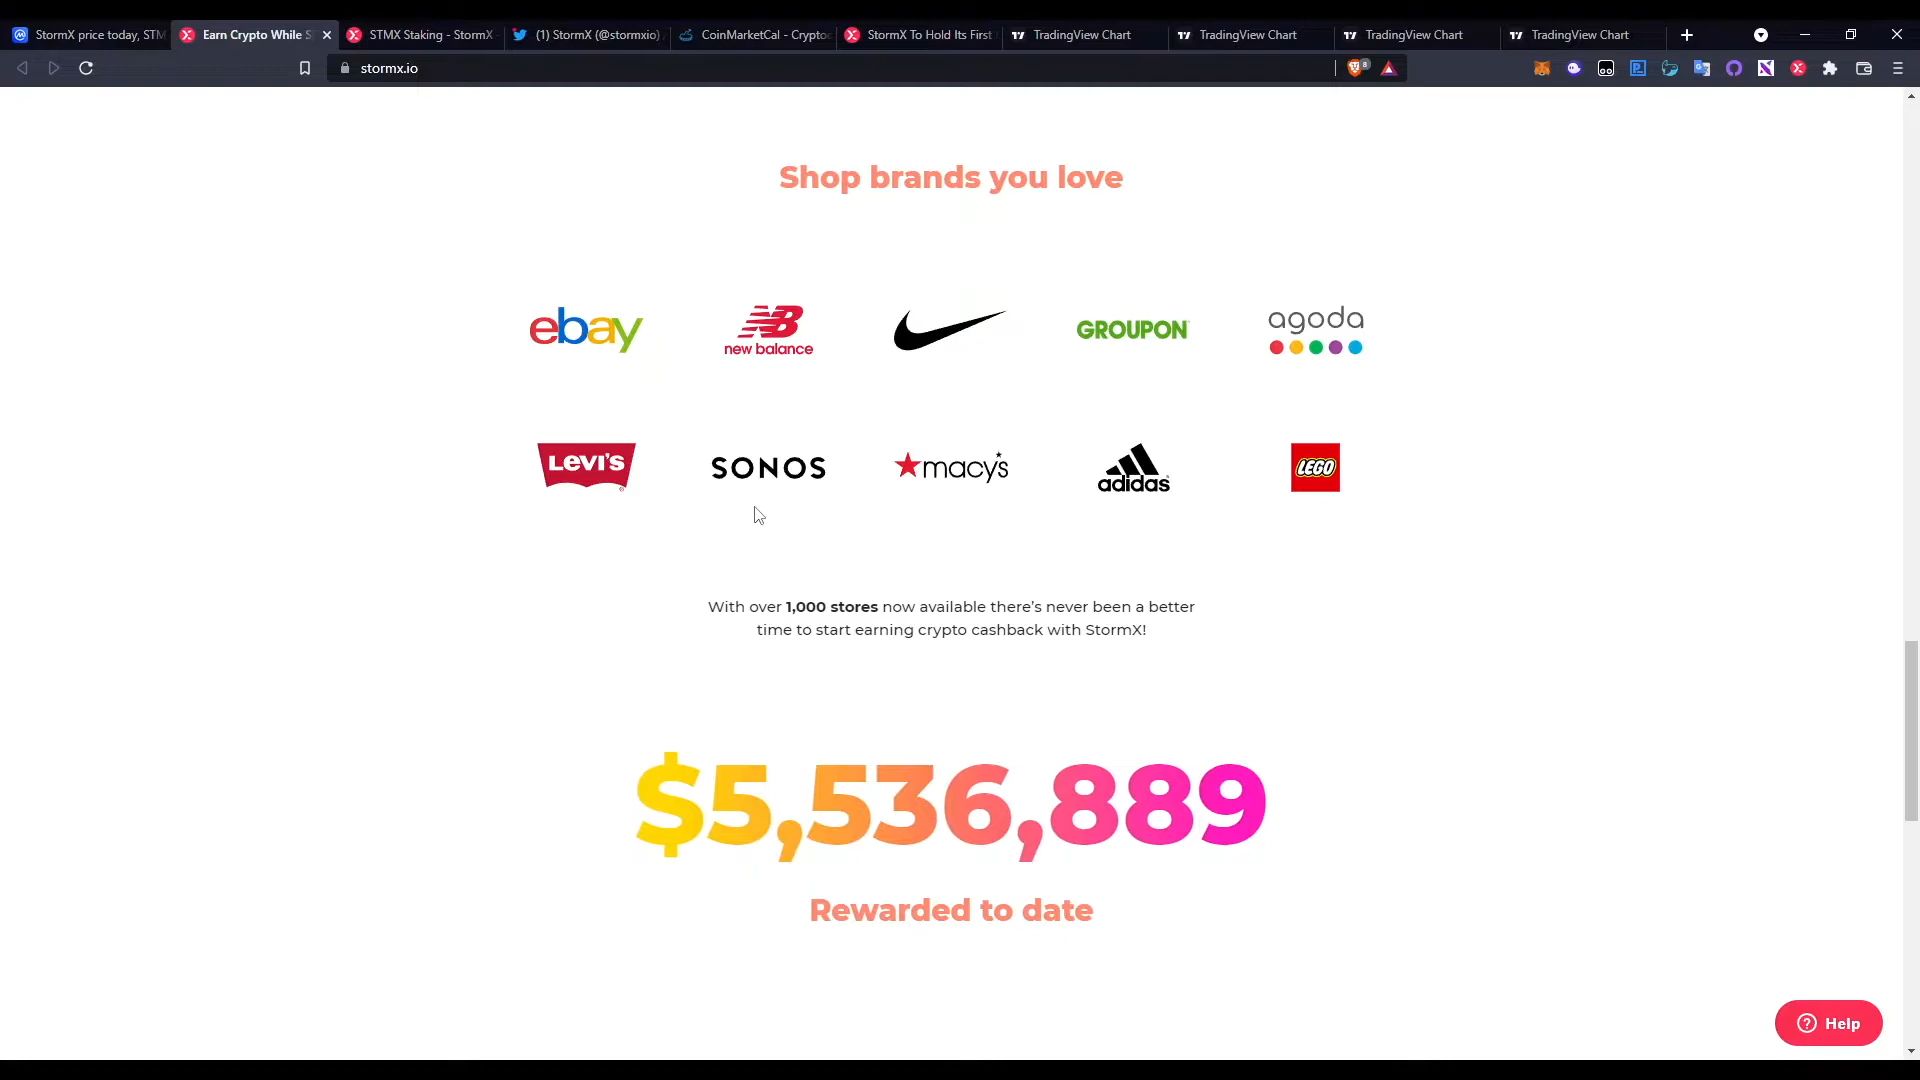 StormX price today, STM
Earn Crypto While S
STMX Staking - StormX
(1) StormX (@stormxio)
CoinMarketCal - Cryptoc
StormX To Hold Its First
TradingView Chart
TradingView Chart
TradingView Chart
TradingView Chart
stormx.io
8
Shop brands you love
ebay
new balance
GROUPON
agoda
LEVI'S
SONOS
macy's
adidas
LEGO
With over 1,000 stores now available there's never been a better
time to start earning crypto cashback with StormX!
$5,536,889
Rewarded to date
Help